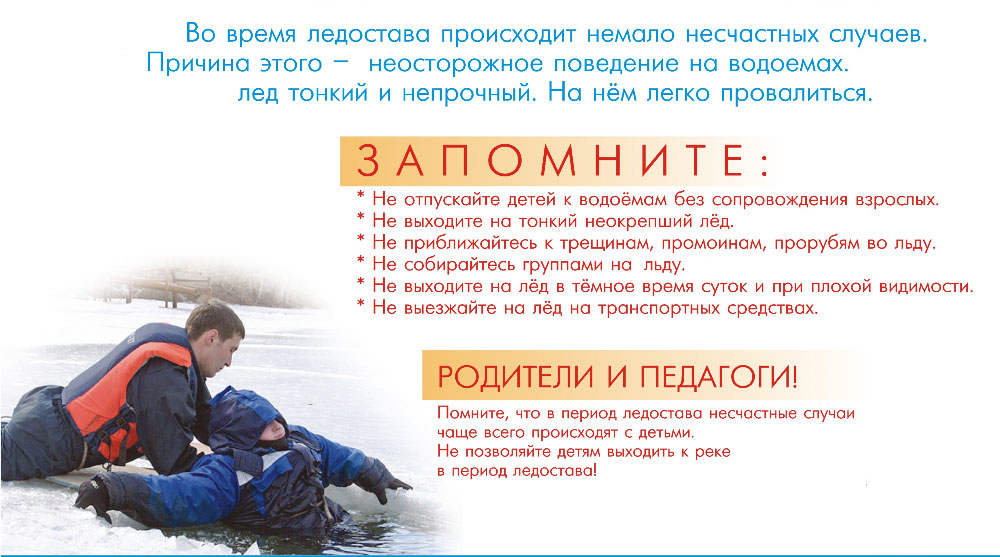 Во время ледостава происходит немало несчастных случаев.
Причина этого – неосторожное поведение на водоемах.
лед тонкий и непрочный. На нём легко провалиться.
ЗАПОМНИТЕ:
* Не отпускайте детей к водоёмам без сопровождения взрослых.
* Не выходите на тонкий неокрепший лёд.
* Не приближайтесь к трещинам, промоинам, прорубям во льду.
* Не собирайтесь группами на льду.
* Не выходите на лёд в тёмное время суток и при плохой видимости.
* Не выезжайте на лёд на транспортных средствах.
РОДИТЕЛИ И ПЕДАГОГИ!
Помните, что в период ледостава несчастные случаи
чаще всего происходят с детьми.
Не позволяйте детям выходить к реке
в период ледостава!